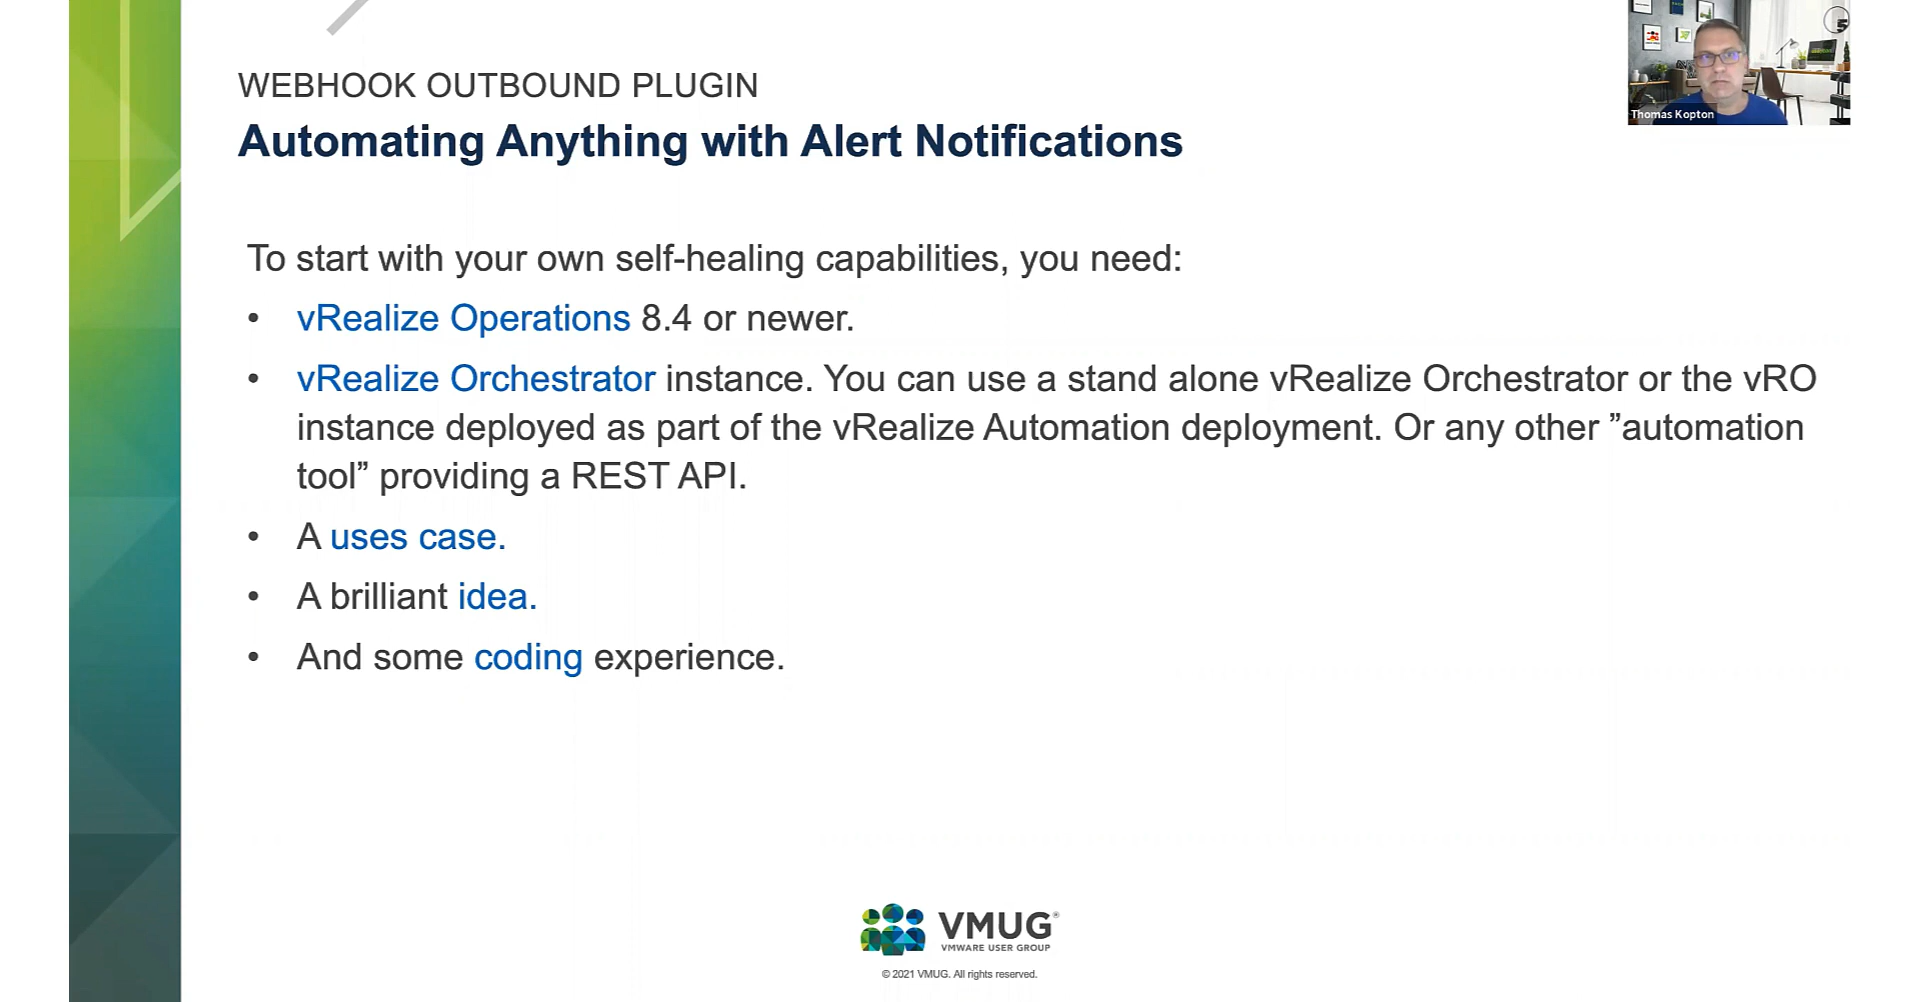 WEBHOOK OUTBOUND PLUGIN
Automating Anything with Alert Notifications
Thomas Kopton
To start with your own self-healing capabilities, you need:
• vRealize Operations 8.4 or newer.
• vRealize Orchestrator instance. You can use a stand alone vRealize Orchestrator or the vRO
instance deployed as part of the vRealize Automation deployment. Or any other ”automation
tool” providing a REST API.
• A uses case.
• A brilliant idea.
• And some coding experience.
VMUG®
VMWARE USER GROUP
© 2021 VMUG. All rights reserved.